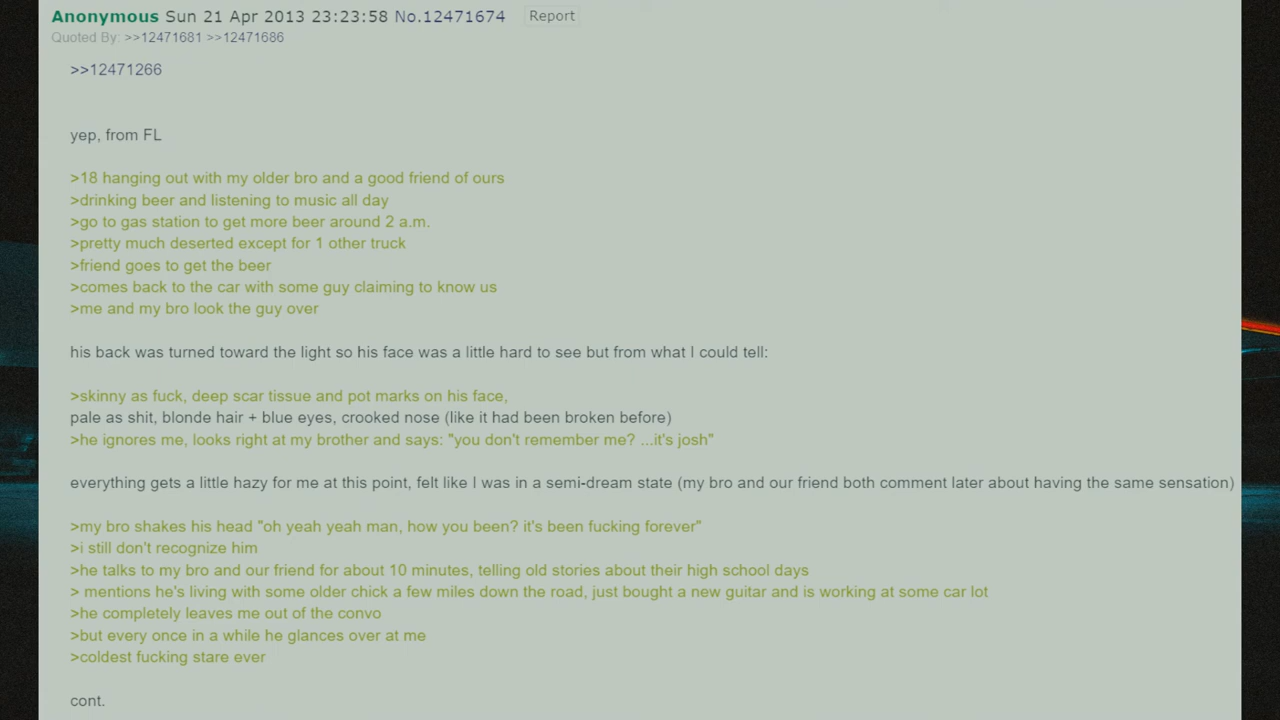 Anonymous Sun 21 Apr 2013 23:23:58 No.12471674 Report
Quoted By: >>12471681 >>12471686
>>12471266
yep, from FL
>18 hanging out with my older bro and a good friend of ours
>drinking beer and listening to music all day
>go to gas station to get more beer around 2 a.m.
>pretty much deserted except for 1 other truck
>friend goes to get the beer
>comes back to the car with some guy claiming to know us
>me and my bro look the guy over
his back was turned toward the light so his face was a little hard to see but from what I could tell:
>skinny as fuck, deep scar tissue and pot marks on his face,
pale as shit, blonde hair + blue eyes, crooked nose (like it had been broken before)
>he ignores me, looks right at my brother and says: "you don't remember me? ...it's josh"
everything gets a little hazy for me at this point, felt like I was in a semi-dream state (my bro and our friend both comment later about having the same sensation)
>my bro shakes his head "oh yeah yeah man, how you been? it's been fucking forever"
>i still don't recognize him
>he talks to my bro and our friend for about 10 minutes, telling old stories about their high school days
> mentions he's living with some older chick a few miles down the road, just bought a new guitar and is working at some car lot
>he completely leaves me out of the convo
>but every once in a while he glances over at me
>coldest fucking stare ever
cont.